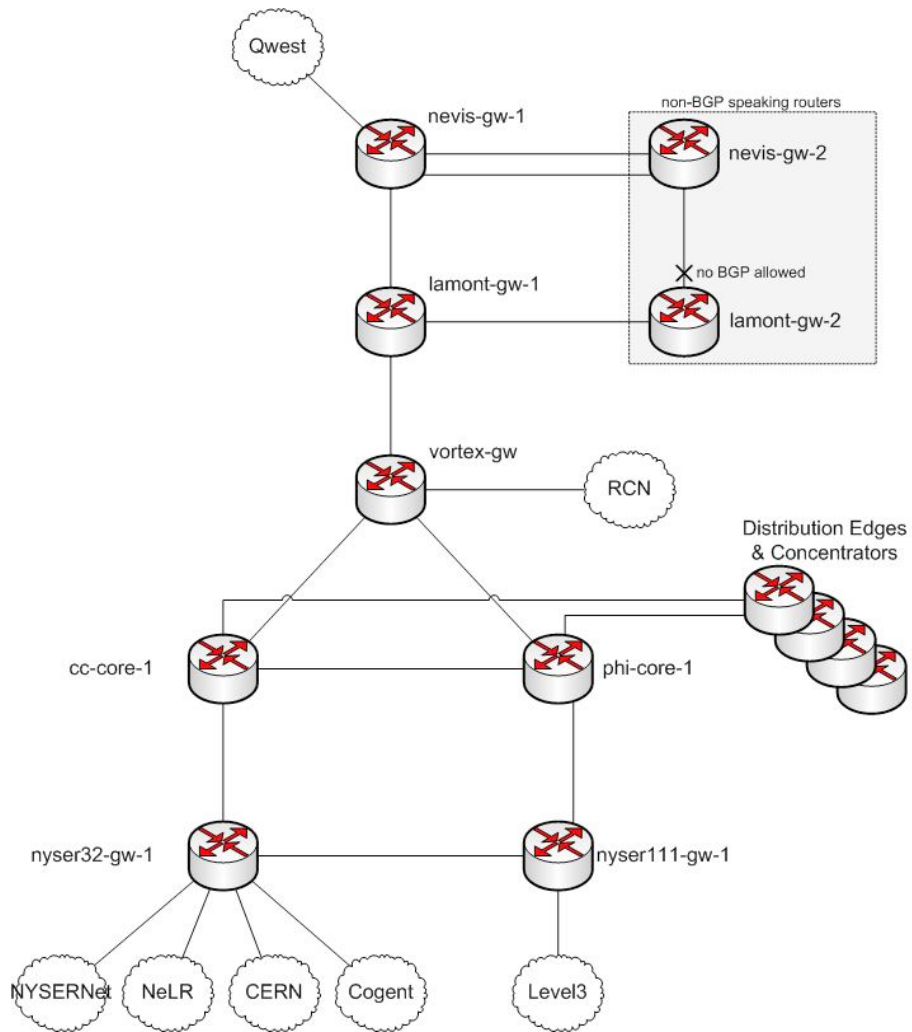 Qwest
non-BGP speaking routers
nevis-gw-1
nevis-gw-2
no BGP allowed
lamont-gw-1
lamont-gw-2
vortex-gw
RCN
Distribution Edges
& Concentrators
cc-core-1
phi-core-1
nyser32-gw-1
nyser111-gw-1
NYSERNet
NeLR
CERN
Cogent
Level3